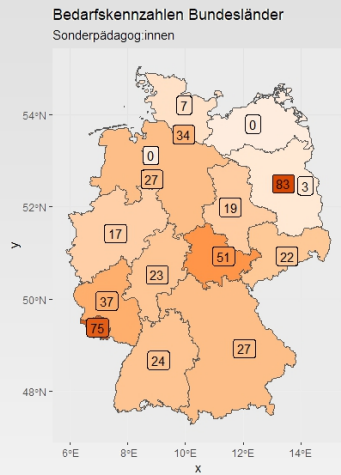 Bedarfskennzahlen Bundesländer
Sonderpädagog:innen
7
54°N
0
34
0
27
83
3
52°N
19
17
y
51
22
23
50°N
37
75
27
24
48°N
6°E
8°E
10°E
12°E
14°E
x